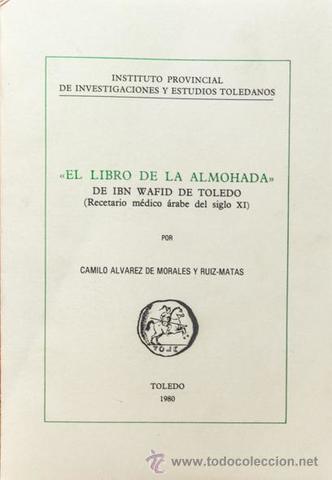 INSTITUTO PROVINCIAL
DE INVESTIGACIONES Y ESTUDIOS TOLEDANOS
«EL LIBRO DE LA ALMOHADA»
DE IBN WAFID DE TOLEDO
(Recetario médico árabe del siglo XI)
POR
CAMILO ALVAREZ DE MORALES Y RUIZ-MATAS
TOLEDO
1980
www.todocoleccion.net